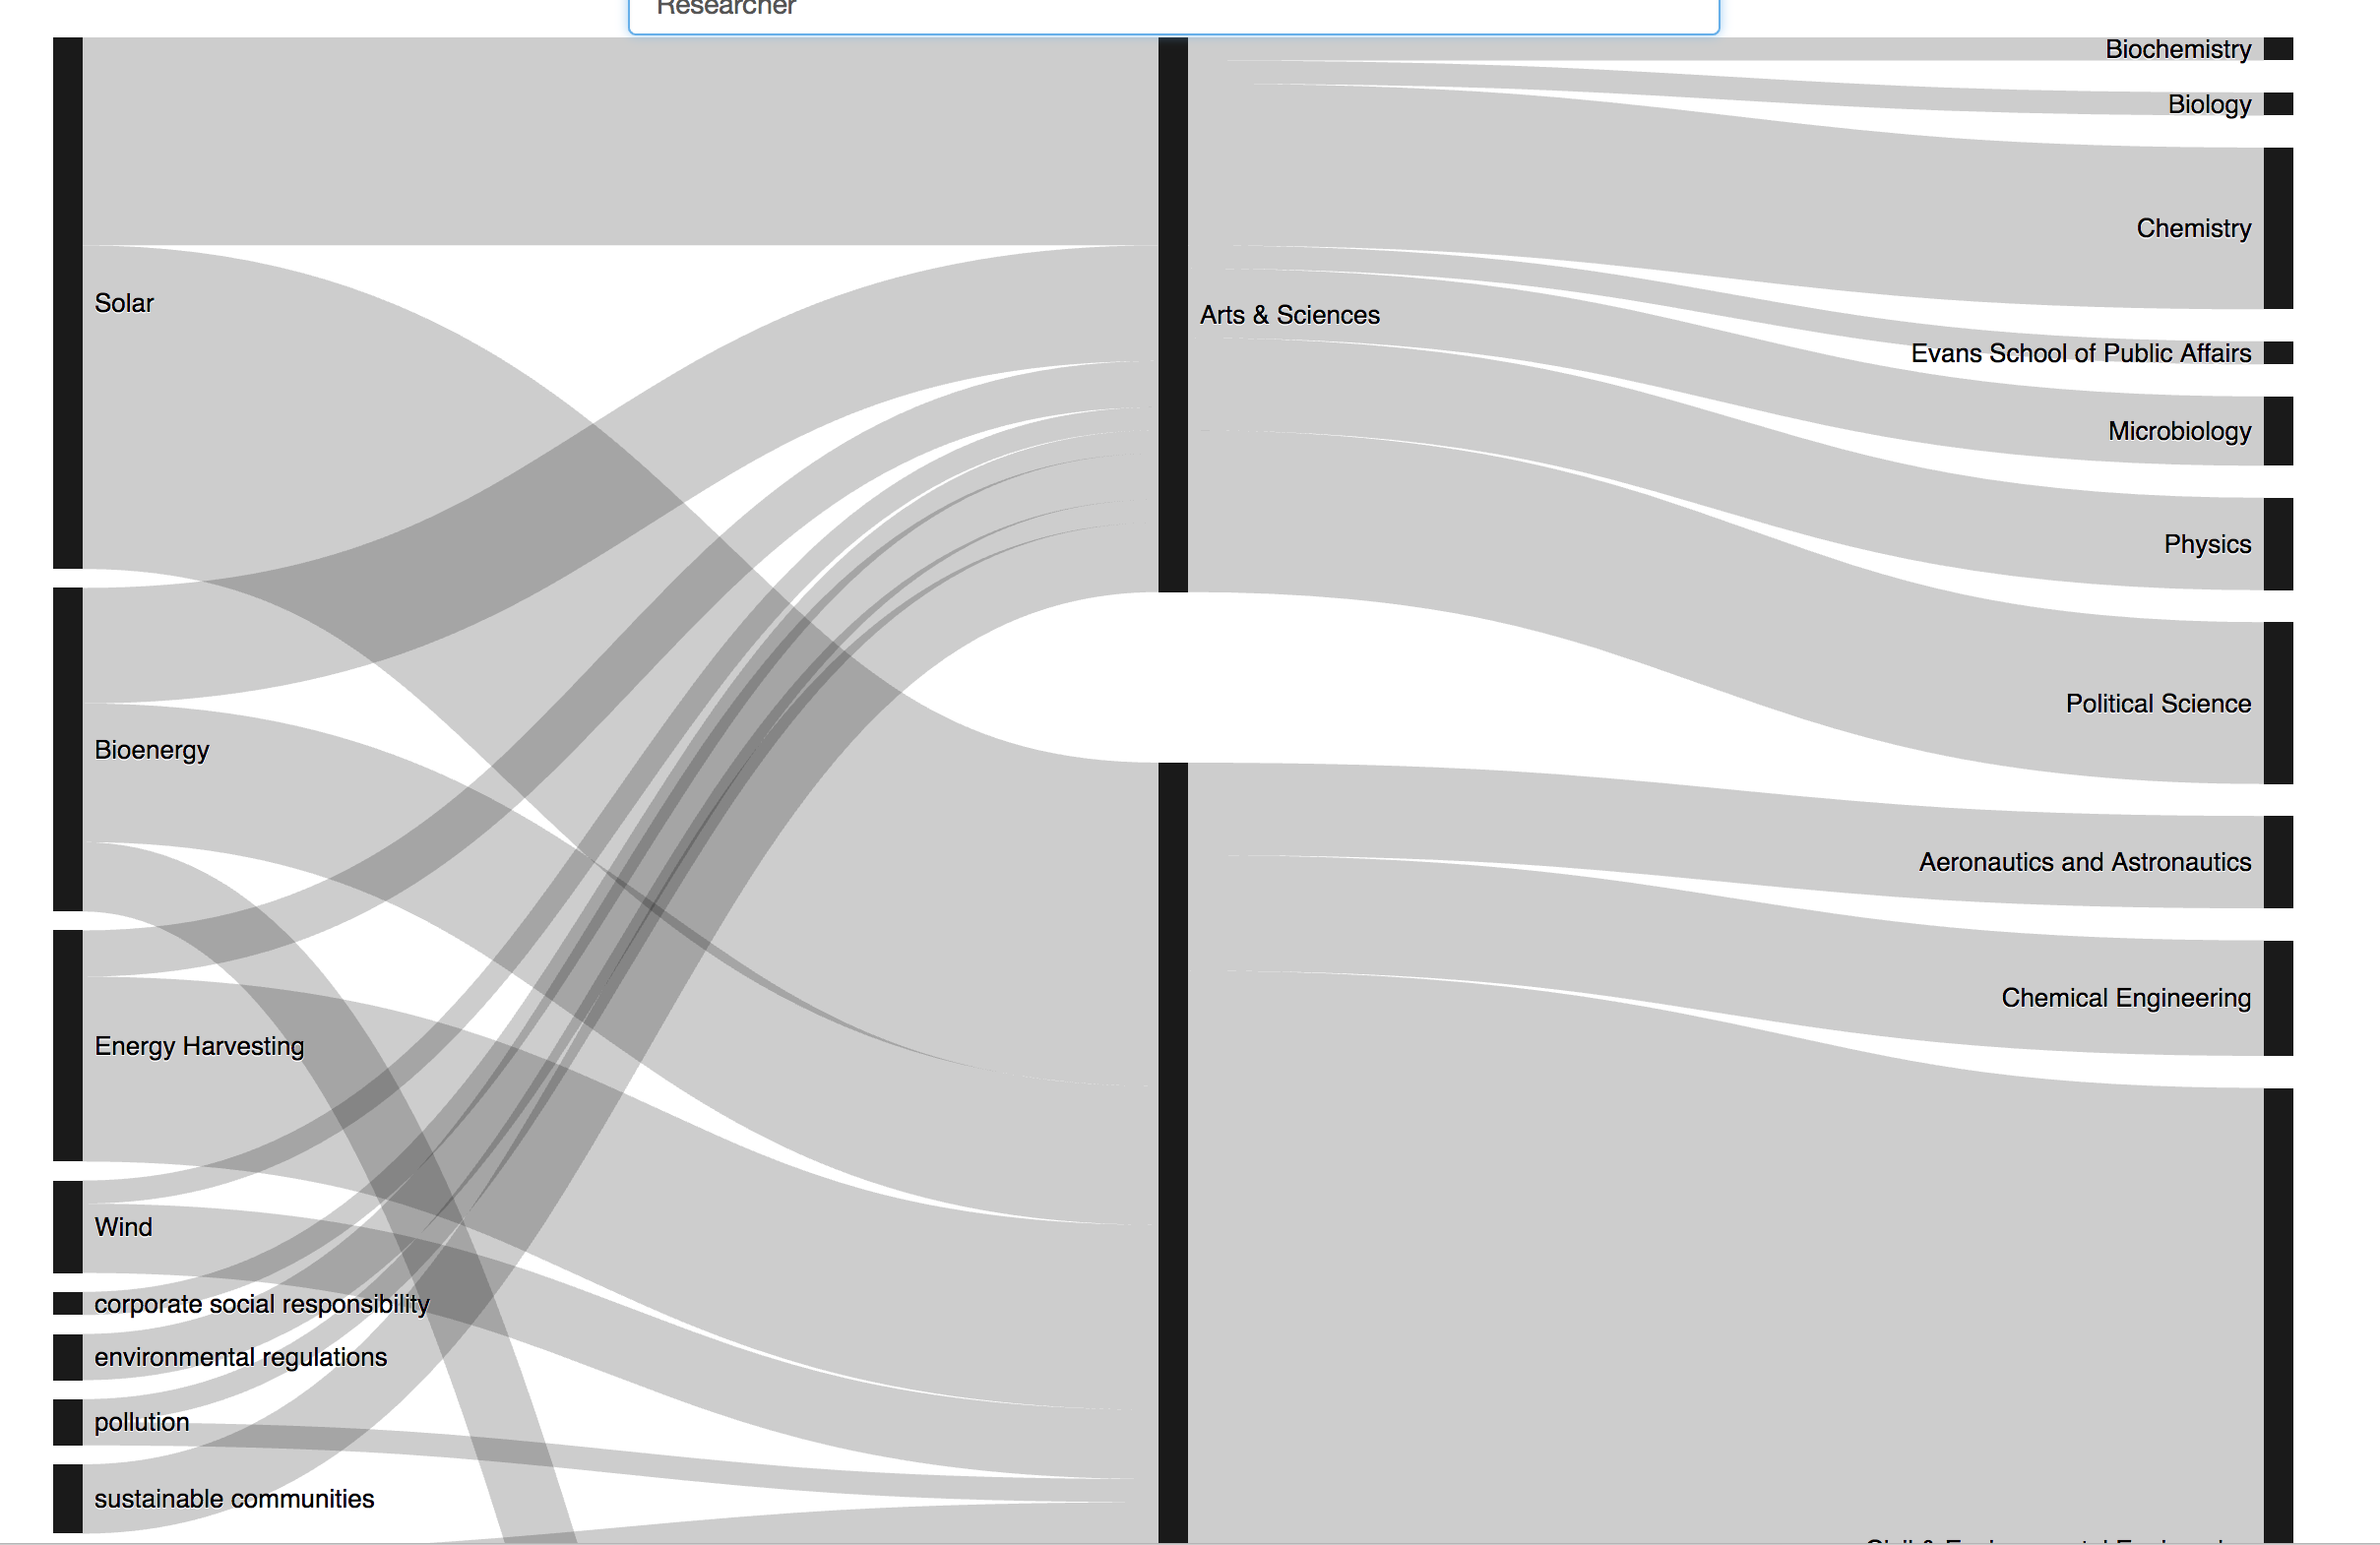 Researcher
Solar
Bioenergy
Energy Harvesting
Wind
corporate social responsibility
environmental regulations
pollution
sustainable communities
Arts & Sciences
Biochemistry
Biology
Chemistry
Evans School of Public Affairs
Microbiology
Physics
Political Science
Aeronautics and Astronautics
Chemical Engineering